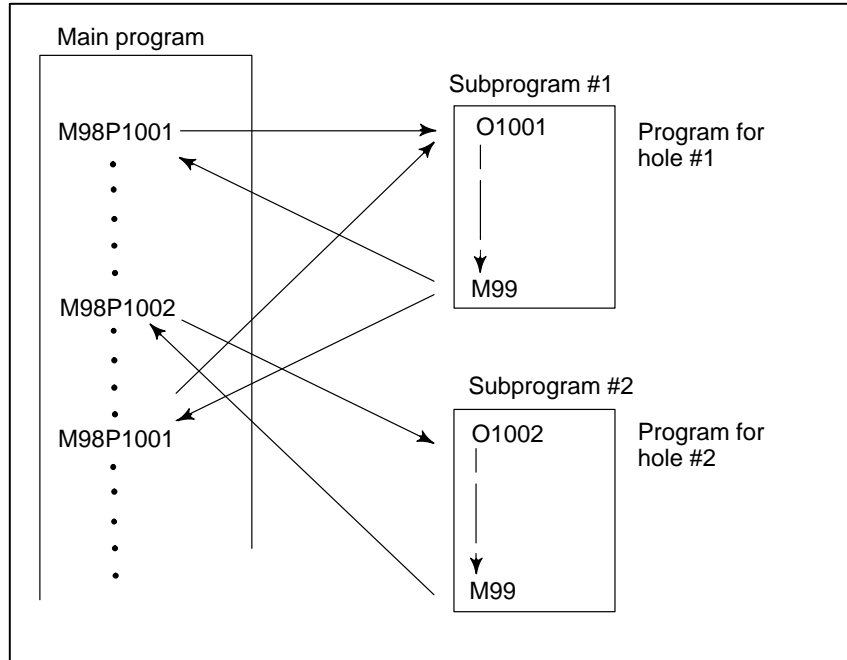 Main program
M98P1001
M98P1002
M98P1001
Subprogram #1
O1001
M99
Program for
hole #1
Subprogram #2
O1002
M99
Program for
hole #2